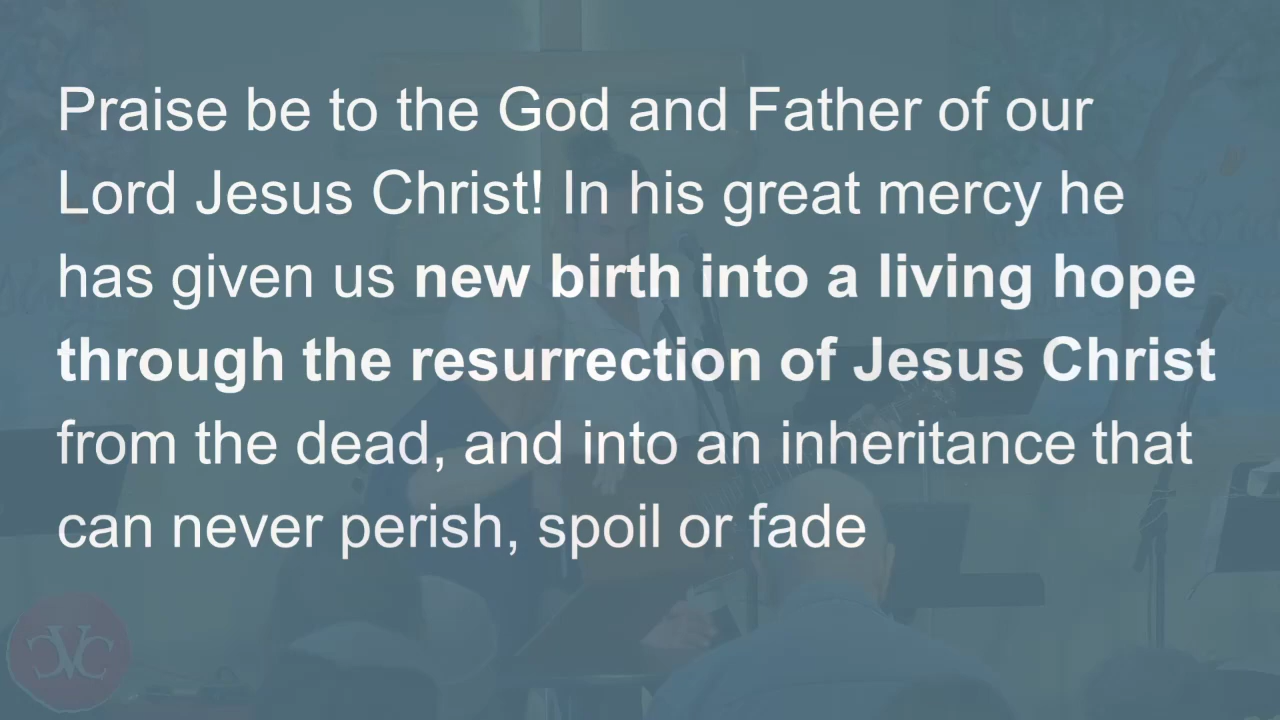 Praise be to the God and Father of our
Lord Jesus Christ! In his great mercy he
has given us new birth into a living hope
through the resurrection of Jesus Christ
from the dead, and into an inheritance that
can never perish, spoil or fade